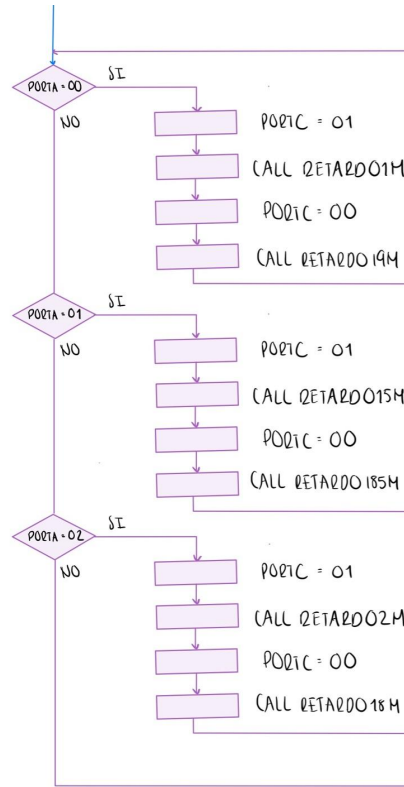 PORTA = 00
SI
NO
PORTC = 01
CALL RETARDO1M
PORTC = 00
CALL RETARDO19M
PORTA = 01
SI
NO
PORTC = 01
CALL RETARDO15M
PORTC = 00
CALL RETARDO185M
PORTA = 02
SI
NO
PORTC = 01
CALL RETARDO2M
PORTC = 00
CALL RETARDO18M